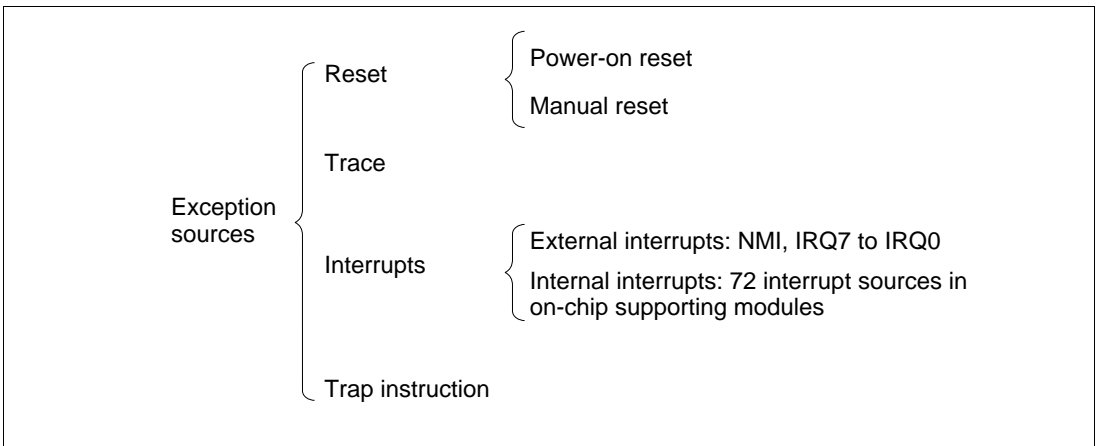 Exception
sources
Reset
Power-on reset
Manual reset
Trace
Interrupts
External interrupts: NMI, IRQ7 to IRQ0
Internal interrupts: 72 interrupt sources in
on-chip supporting modules
Trap instruction